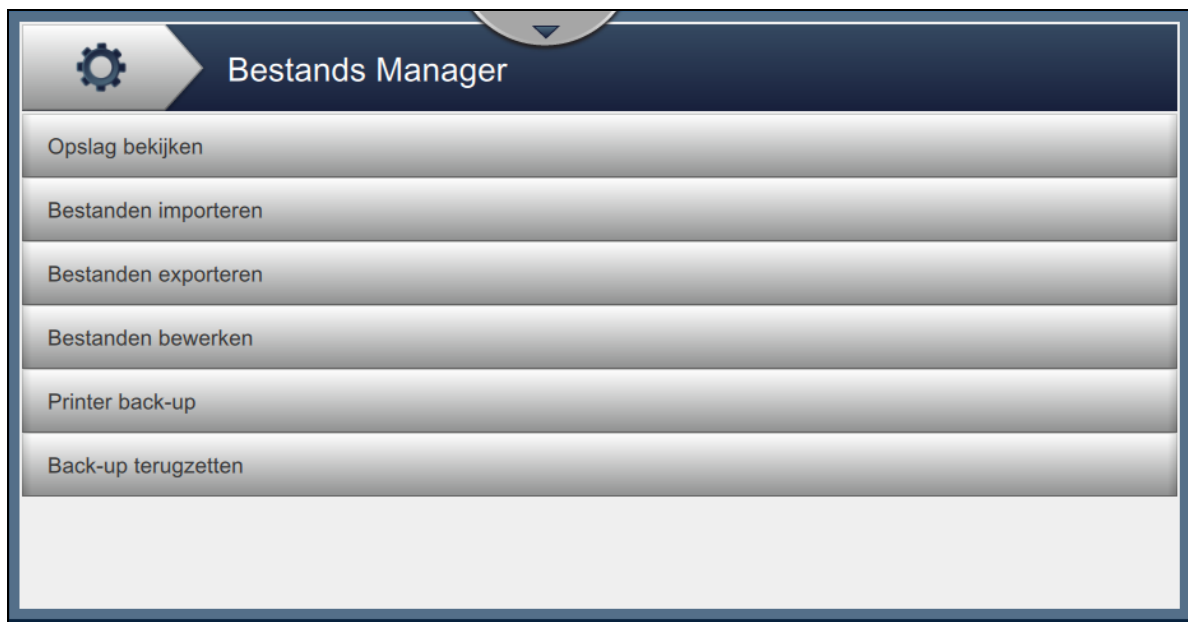 Bestands Manager
Opslag bekijken
Bestanden importeren
Bestanden exporteren
Bestanden bewerken
Printer back-up
Back-up terugzetten